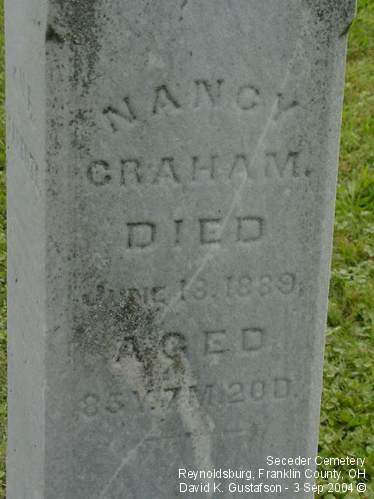 NANCY
GRAHAM.
DIED
JUNE 13. 1889.
AGED
85Y. 7M. 20D.
Seceder Cemetery
Reynoldsburg, Franklin County, OH
David K. Gustafson - 3 Sep 2004 ©